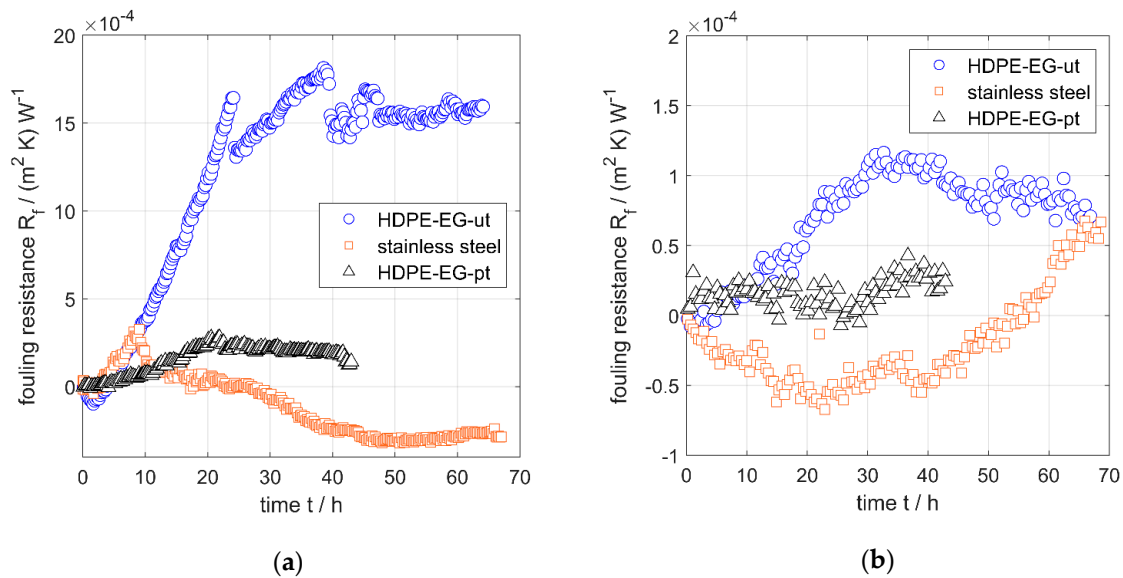 ×10⁻⁴
20
15
10
5
0
fouling resistance R_f / (m² K) W⁻¹
HDPE-EG-ut
stainless steel
HDPE-EG-pt
0 10 20 30 40 50 60 70
time t / h
(a)
×10⁻⁴
2
1.5
1
0.5
0
-0.5
-1
fouling resistance R_f / (m² K) W⁻¹
HDPE-EG-ut
stainless steel
HDPE-EG-pt
0 10 20 30 40 50 60 70
time t / h
(b)